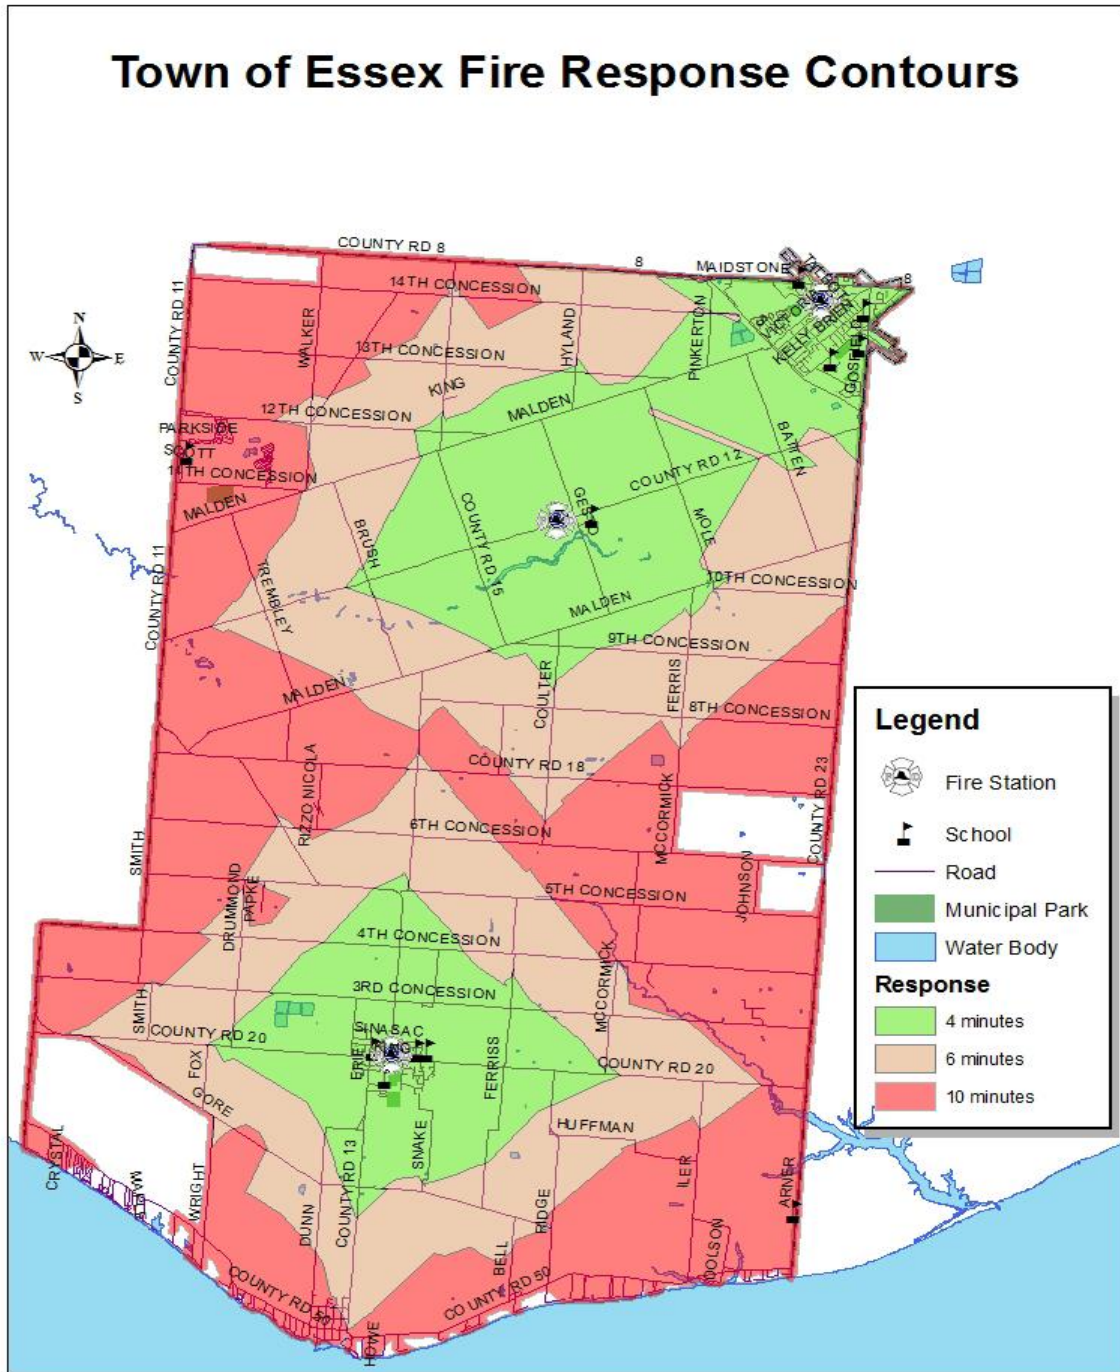 Town of Essex Fire Response Contours
COUNTY RD 8
8
MAIDSTONE
TALBOT
8
14TH CONCESSION
COUNTY RD 11
WALKER
HYLAND
PINKERTON
VICTORIA
KELLY BRIEN
GOSFIELD
N
W
E
S
13TH CONCESSION
KING
12TH CONCESSION
MALDEN
BATTEN
PARKSIDE
SCOTT
11TH CONCESSION
COUNTY RD 12
MALDEN
COUNTY RD 15
GESTO
MOLE
BRUSH
COUNTY RD 11
TREMBLEY
10TH CONCESSION
MALDEN
9TH CONCESSION
MALDEN
COULTER
FERRIS
8TH CONCESSION
Legend
Fire Station
School
Road
Municipal Park
Water Body
Response
4 minutes
6 minutes
10 minutes
COUNTY RD 18
RIZZO NICOLA
MCCORMICK
COUNTY RD 23
SMITH
6TH CONCESSION
5TH CONCESSION
JOHNSON
DRUMMOND
PAPKE
4TH CONCESSION
MCCORMICK
3RD CONCESSION
SMITH
COUNTY RD 20
SINASAC
KING
ERIE
FERRISS
COUNTY RD 20
FOX
GORE
HUFFMAN
SNAKE
COUNTY RD 13
CRYSTAL
WRIGHT
DUNN
RIDGE
ILER
ARNER
BELL
DOLSON
COUNTY RD 50
COUNTY RD 50
HOWE